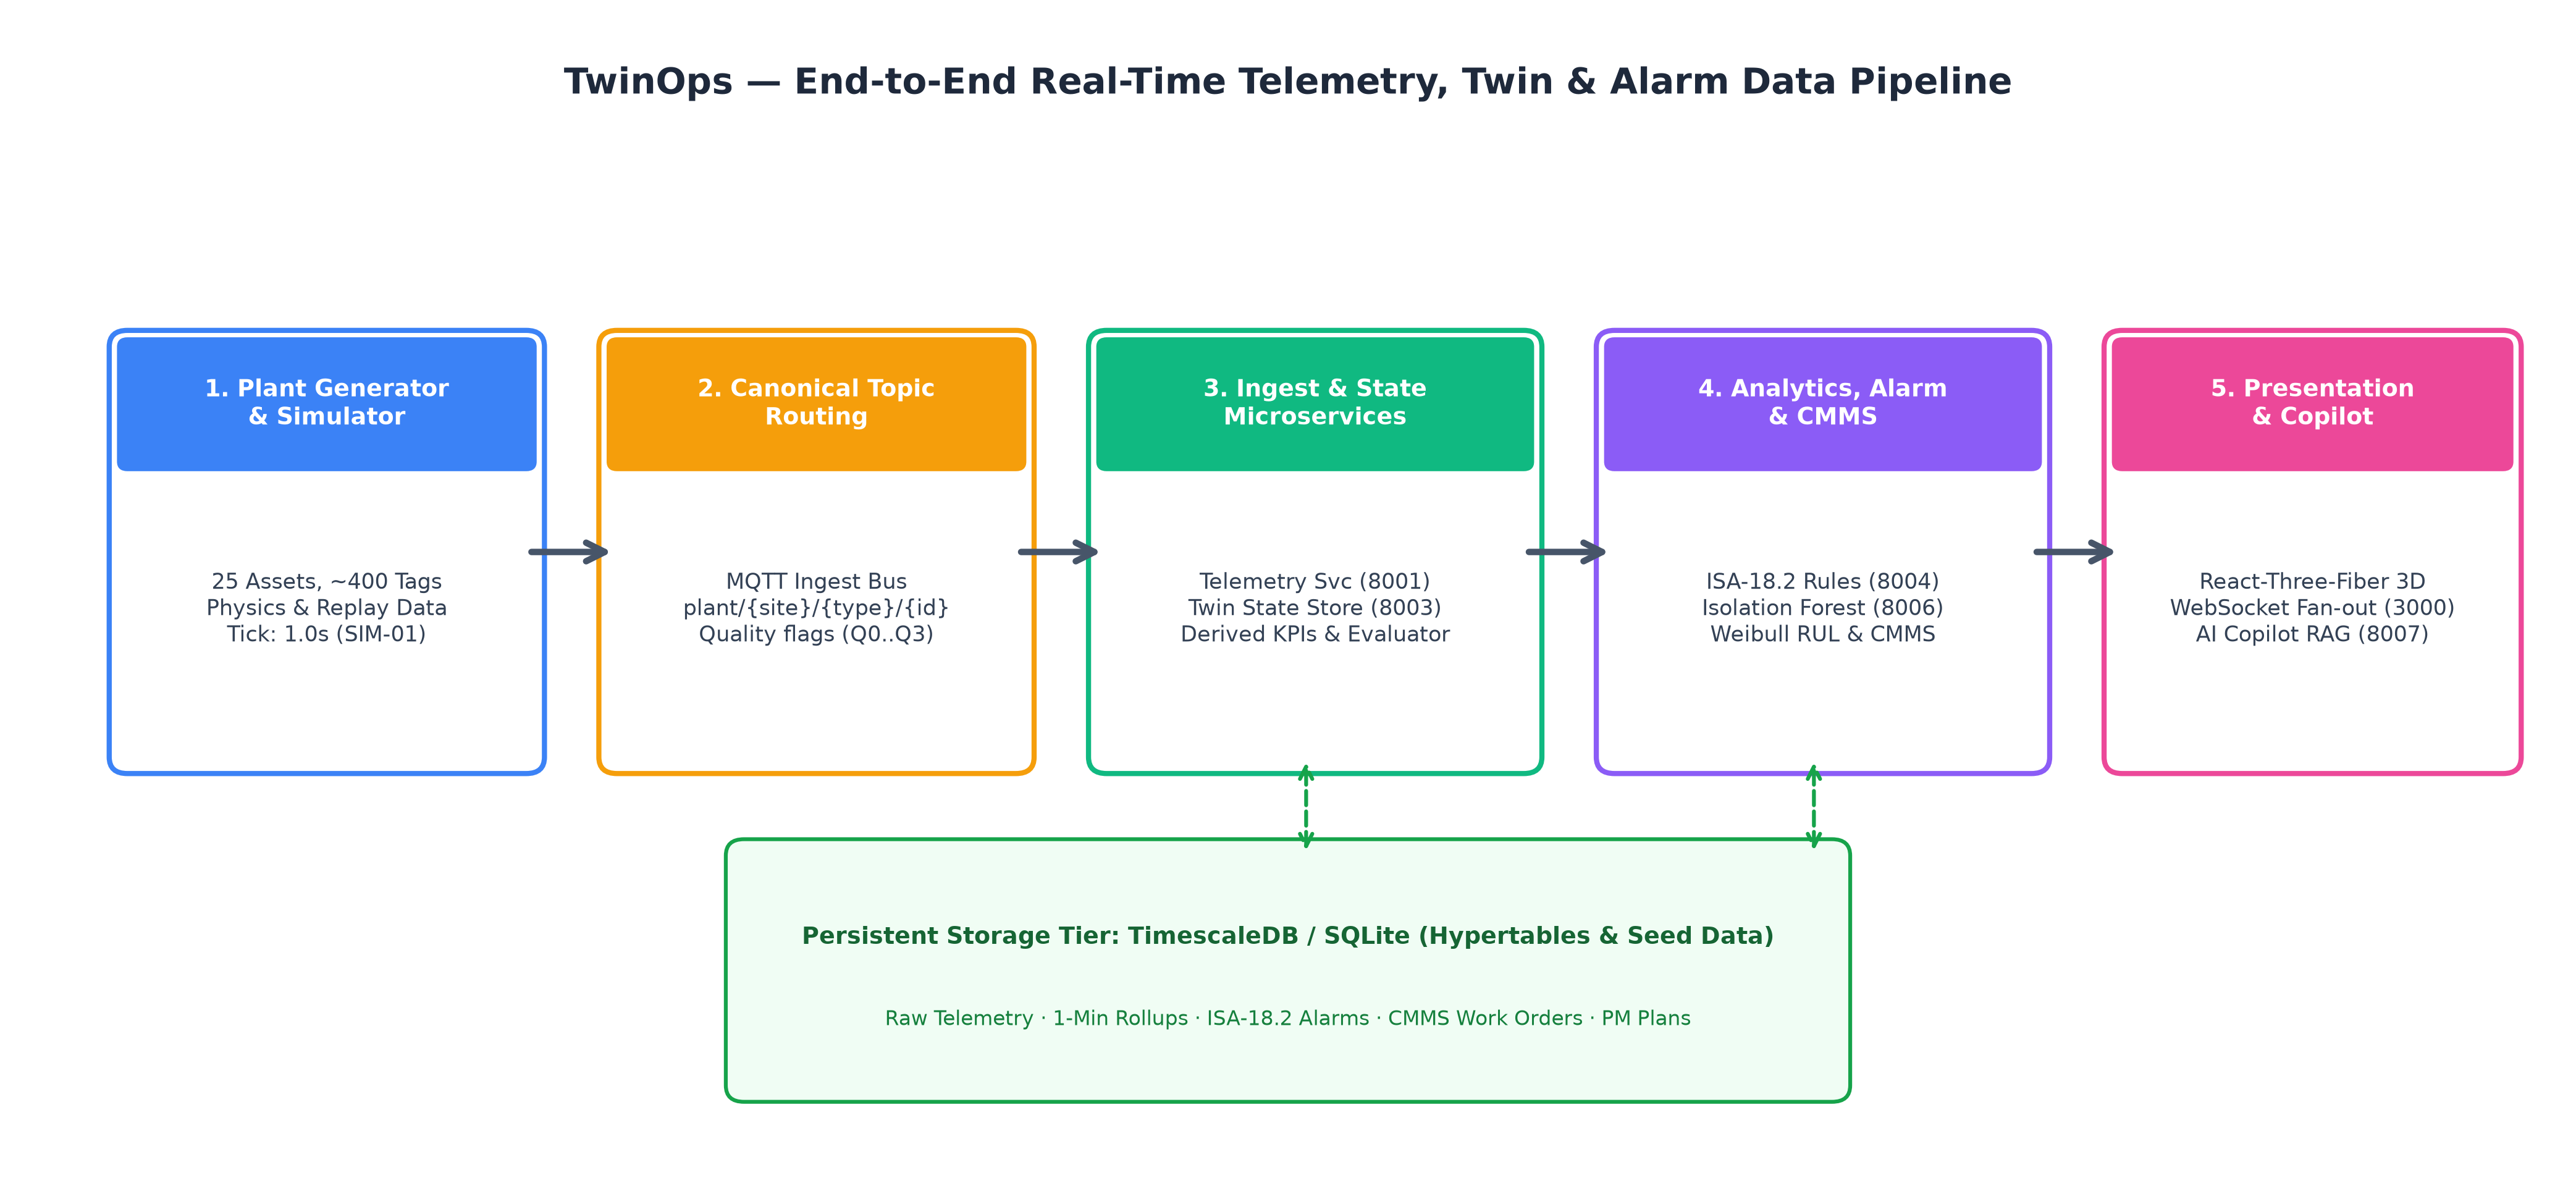 TwinOps — End-to-End Real-Time Telemetry, Twin & Alarm Data Pipeline
1. Plant Generator
& Simulator
25 Assets, ~400 Tags
Physics & Replay Data
Tick: 1.0s (SIM-01)
2. Canonical Topic
Routing
MQTT Ingest Bus
plant/{site}/{type}/{id}
Quality flags (Q0..Q3)
3. Ingest & State
Microservices
Telemetry Svc (8001)
Twin State Store (8003)
Derived KPIs & Evaluator
4. Analytics, Alarm
& CMMS
ISA-18.2 Rules (8004)
Isolation Forest (8006)
Weibull RUL & CMMS
5. Presentation
& Copilot
React-Three-Fiber 3D
WebSocket Fan-out (3000)
AI Copilot RAG (8007)
Persistent Storage Tier: TimescaleDB / SQLite (Hypertables & Seed Data)
Raw Telemetry · 1-Min Rollups · ISA-18.2 Alarms · CMMS Work Orders · PM Plans